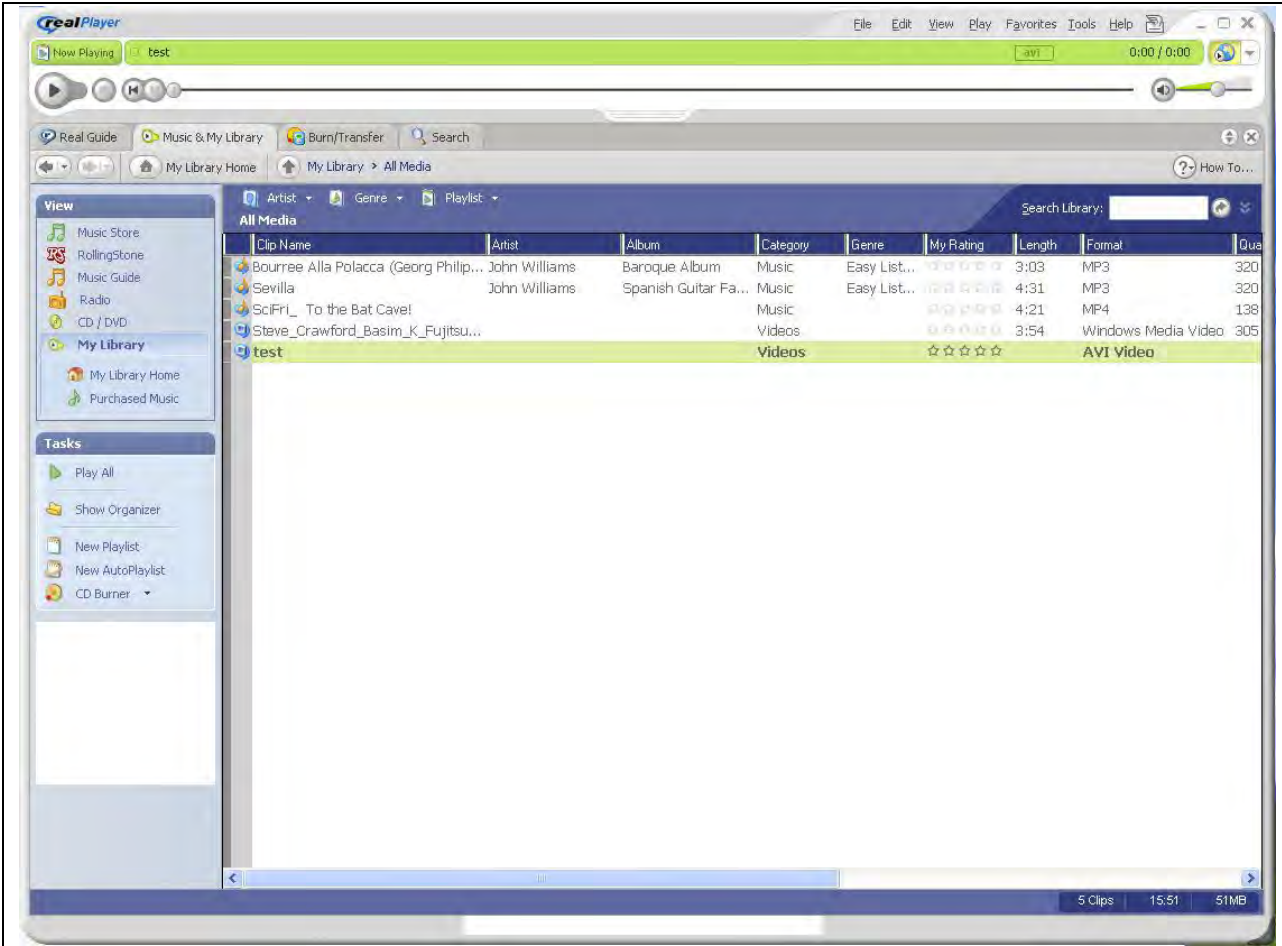 realPlayer File Edit View Play Favorites Tools Help
Now Playing test avi 0:00 / 0:00
Real Guide Music & My Library Burn/Transfer Search
My Library Home My Library > All Media How To...
View
Music Store
RollingStone
Music Guide
Radio
CD / DVD
My Library
My Library Home
Purchased Music
Tasks
Play All
Show Organizer
New Playlist
New AutoPlaylist
CD Burner
Artist Genre Playlist
All Media Search Library:
Clip Name Artist Album Category Genre My Rating Length Format Qua
Bourree Alla Polacca (Georg Philip... John Williams Baroque Album Music Easy List... 3:03 MP3 320
Sevilla John Williams Spanish Guitar Fa... Music Easy List... 4:31 MP3 320
SciFri_ To the Bat Cave! Music 4:21 MP4 138
Steve_Crawford_Basim_K_Fujitsu... Videos 3:54 Windows Media Video 305
test Videos AVI Video
5 Clips 15:51 51MB